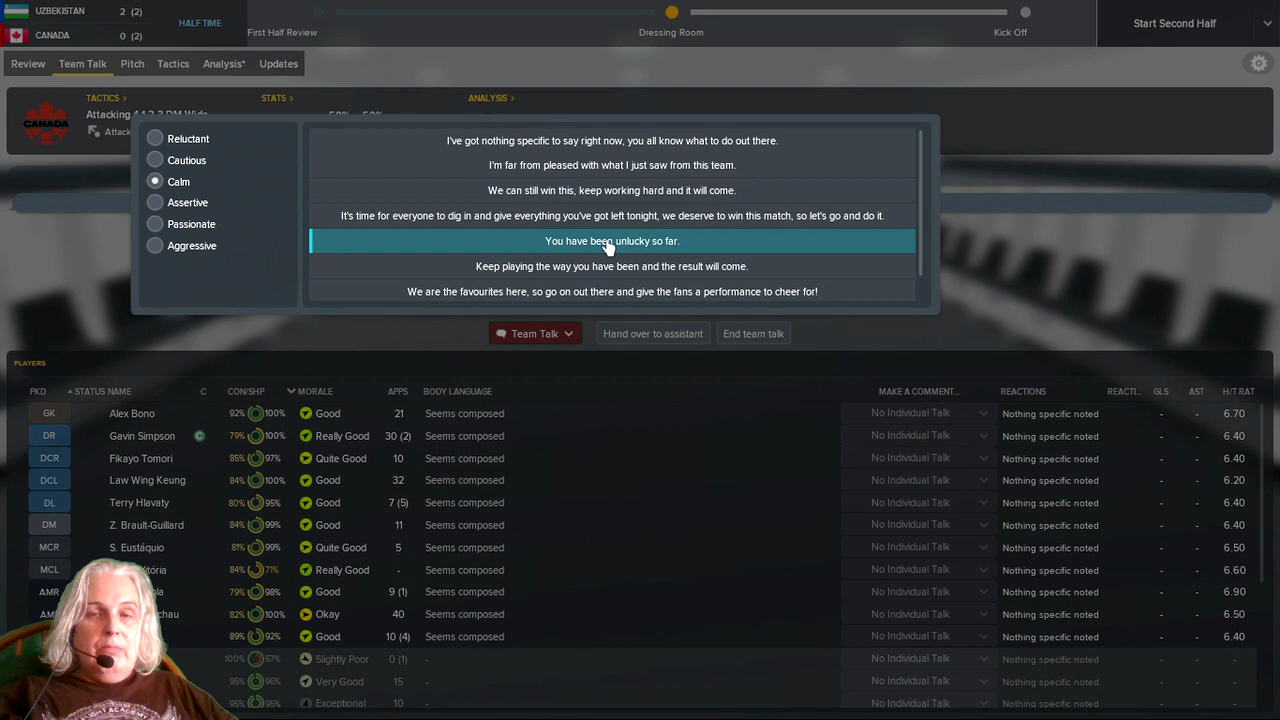 UZBEKISTAN 2 (2)
CANADA 0 (2)
HALF TIME
First Half Review
Dressing Room
Kick Off
Start Second Half
Review Team Talk Pitch Tactics Analysis* Updates
TACTICS > STATS > ANALYSIS >
Attacking 4-1-2-3 DM Wide
Attack
50% 50%
CANADA
Reluctant
Cautious
Calm
Assertive
Passionate
Aggressive
I've got nothing specific to say right now, you all know what to do out there.
I'm far from pleased with what I just saw from this team.
We can still win this, keep working hard and it will come.
It's time for everyone to dig in and give everything you've got left tonight, we deserve to win this match, so let's go and do it.
You have been unlucky so far.
Keep playing the way you have been and the result will come.
We are the favourites here, so go on out there and give the fans a performance to cheer for!
Team Talk Hand over to assistant End team talk
PLAYERS
PKD STATUS NAME C CON/SHP MORALE APPS BODY LANGUAGE MAKE A COMMENT... REACTIONS REACTI... GLS AST H/T RAT
GK Alex Bono 92% 100% Good 21 Seems composed No Individual Talk Nothing specific noted - - 6.70
DR Gavin Simpson C 79% 100% Really Good 30 (2) Seems composed No Individual Talk Nothing specific noted - - 6.40
DCR Fikayo Tomori 85% 97% Quite Good 10 Seems composed No Individual Talk Nothing specific noted - - 6.40
DCL Law Wing Keung 84% 100% Good 32 Seems composed No Individual Talk Nothing specific noted - - 6.20
DL Terry Hlavaty 80% 95% Good 7 (5) Seems composed No Individual Talk Nothing specific noted - - 6.40
DM Z. Brault-Guillard 84% 99% Good 11 Seems composed No Individual Talk Nothing specific noted - - 6.40
MCR S. Eustáquio 81% 99% Quite Good 5 Seems composed No Individual Talk Nothing specific noted - - 6.50
MCL 84% 71% Really Good - Seems composed No Individual Talk Nothing specific noted - - 6.60
AMR 79% 98% Good 9 (1) Seems composed No Individual Talk Nothing specific noted - - 6.90
82% 100% Okay 40 Seems composed No Individual Talk Nothing specific noted - - 6.50
89% 92% Good 10 (4) Seems composed No Individual Talk Nothing specific noted - - 6.40
100% 57% Slightly Poor 0 (1) - No Individual Talk Nothing specific noted - - -
95% 96% Very Good 15 - No Individual Talk Nothing specific noted - - -
95% 95% Exceptional 10 - No Individual Talk Nothing specific noted - - -